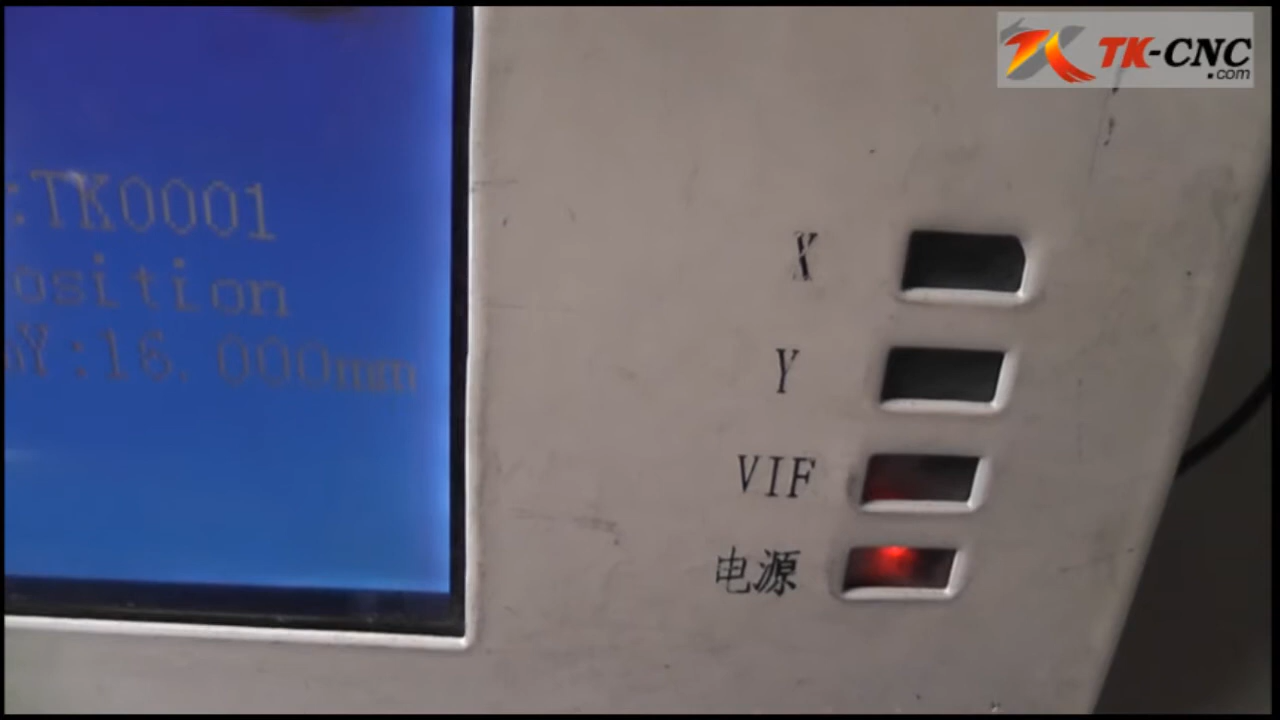 TK-CNC
.com
:TK0001
osition
Y:16.000mm
X
Y
VIF
电源